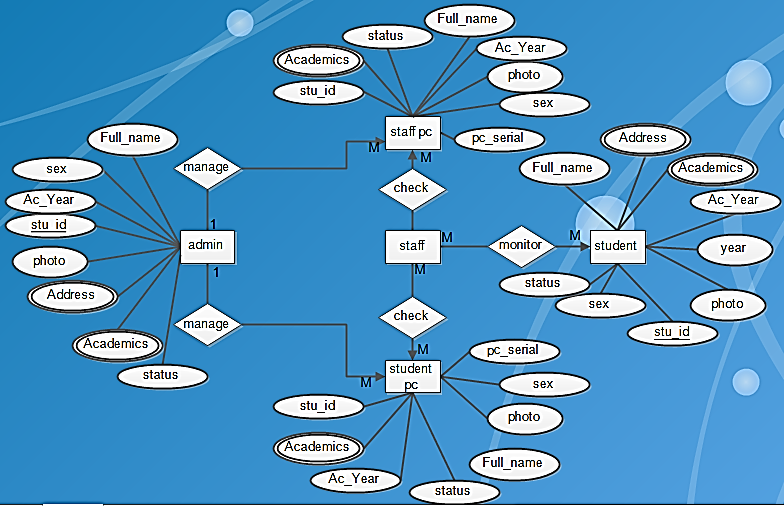 Full_name
status
Ac_Year
Academics
photo
stu_id
sex
staff pc
pc_serial
M
M
Full_name
manage
sex
check
Address
Full_name
Academics
Ac_Year
Ac_Year
stu_id
1
admin
staff
M
monitor
M
student
year
photo
1
M
status
Address
sex
photo
manage
check
stu_id
Academics
status
M
student
pc
M
pc_serial
sex
stu_id
photo
Academics
Ac_Year
Full_name
status